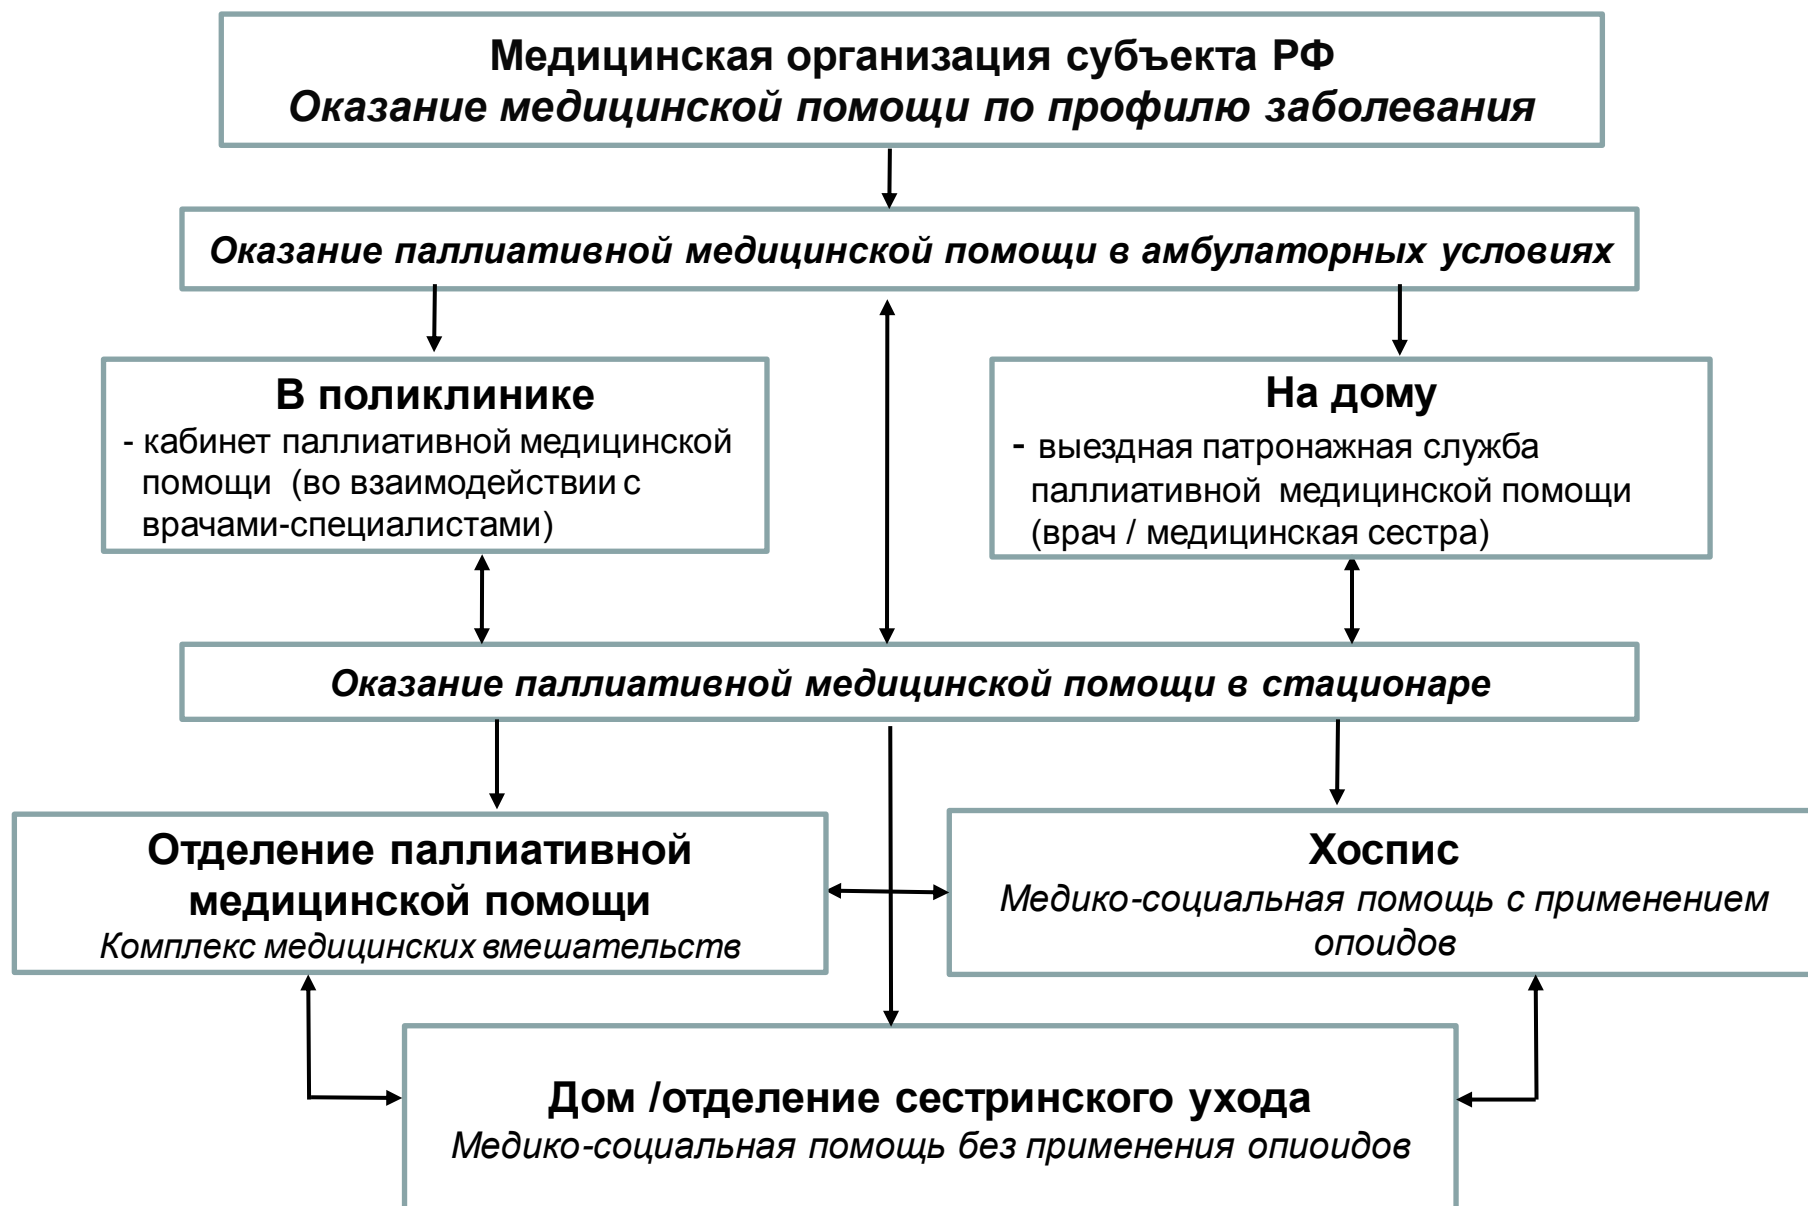 Медицинская организация субъекта РФ
Оказание медицинской помощи по профилю заболевания
Оказание паллиативной медицинской помощи в амбулаторных условиях
В поликлинике
- кабинет паллиативной медицинской
помощи (во взаимодействии с
врачами-специалистами)
На дому
- выездная патронажная служба
паллиативной медицинской помощи
(врач / медицинская сестра)
Оказание паллиативной медицинской помощи в стационаре
Отделение паллиативной
медицинской помощи
Комплекс медицинских вмешательств
Хоспис
Медико-социальная помощь с применением
опоидов
Дом /отделение сестринского ухода
Медико-социальная помощь без применения опиоидов